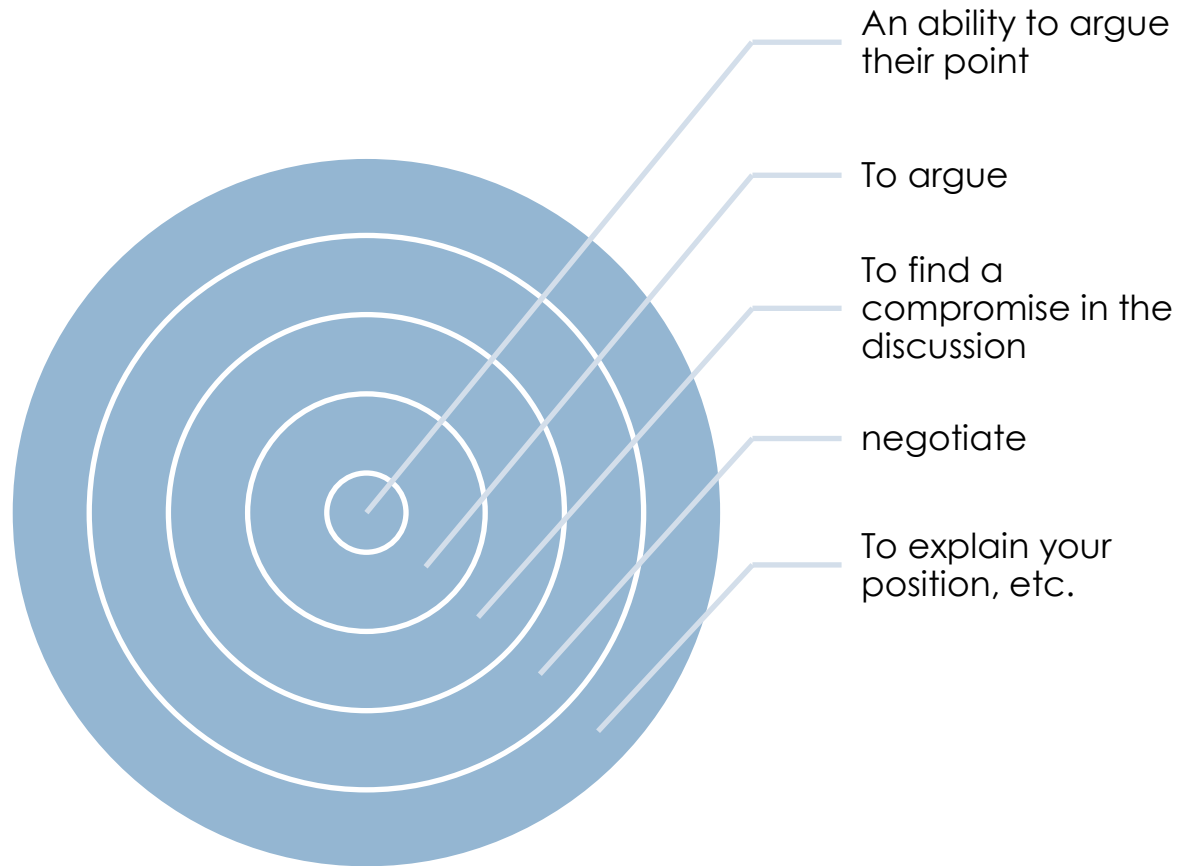 An ability to argue
their point
To argue
To find a
compromise in the
discussion
negotiate
To explain your
position, etc.